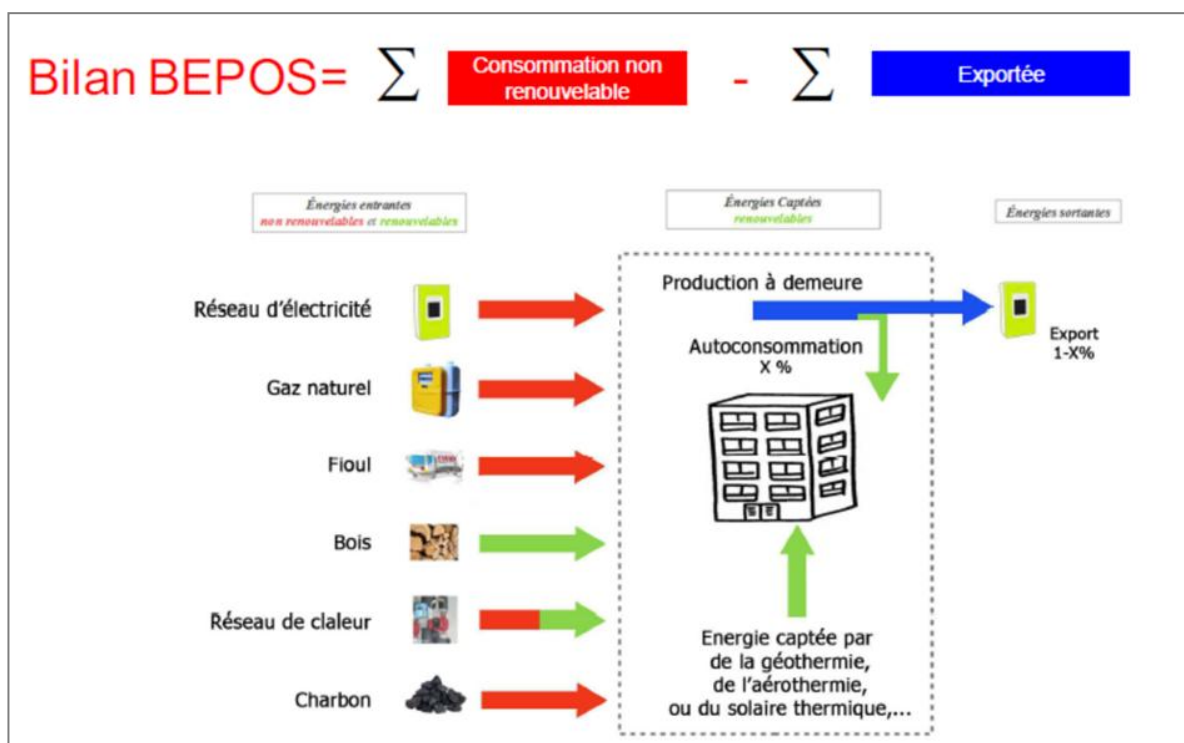 Bilan BEPOS= ∑ Consommation non renouvelable - ∑ Exportée
Énergies entrantes
non renouvelables et renouvelables
Énergies Captées
renouvelables
Énergies sortantes
Réseau d'électricité
Gaz naturel
Fioul
Bois
Réseau de claleur
Charbon
Production à demeure
Autoconsommation
X %
Export
1-X%
Energie captée par
de la géothermie,
de l'aérothermie,
ou du solaire thermique,...